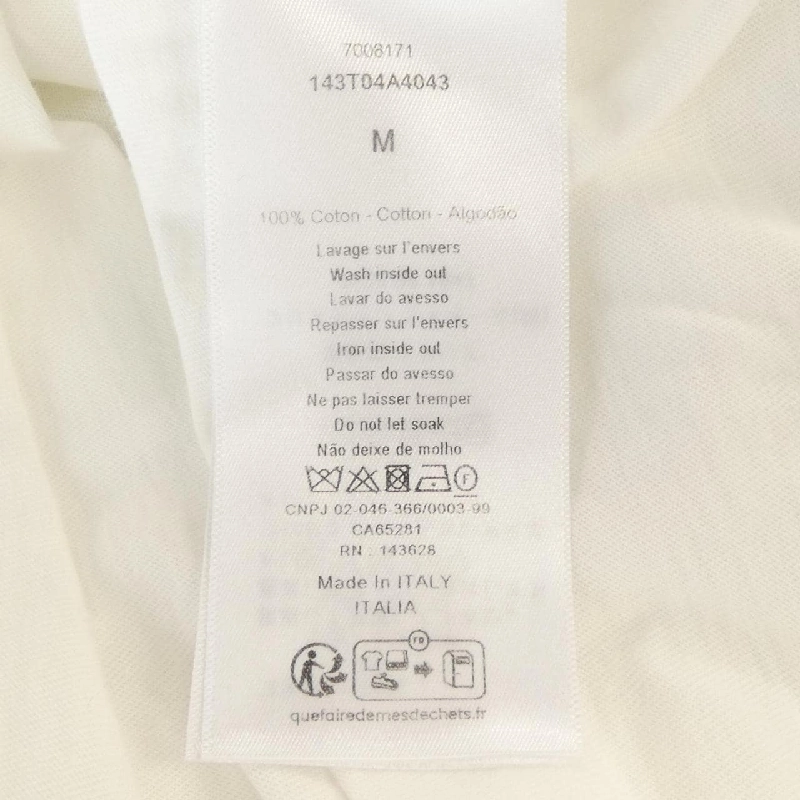 7008171
143T04A4043
M
100% Coton - Cotton - Algodão
Lavage sur l'envers
Wash inside out
Lavar do avesso
Repasser sur l'envers
Iron inside out
Passar do avesso
Ne pas laisser tremper
Do not let soak
Não deixe de molho
F
CNPJ 02-046-366/0003-99
CA65281
RN : 143628
Made In ITALY
ITALIA
FR
quefairedemesdechets.fr